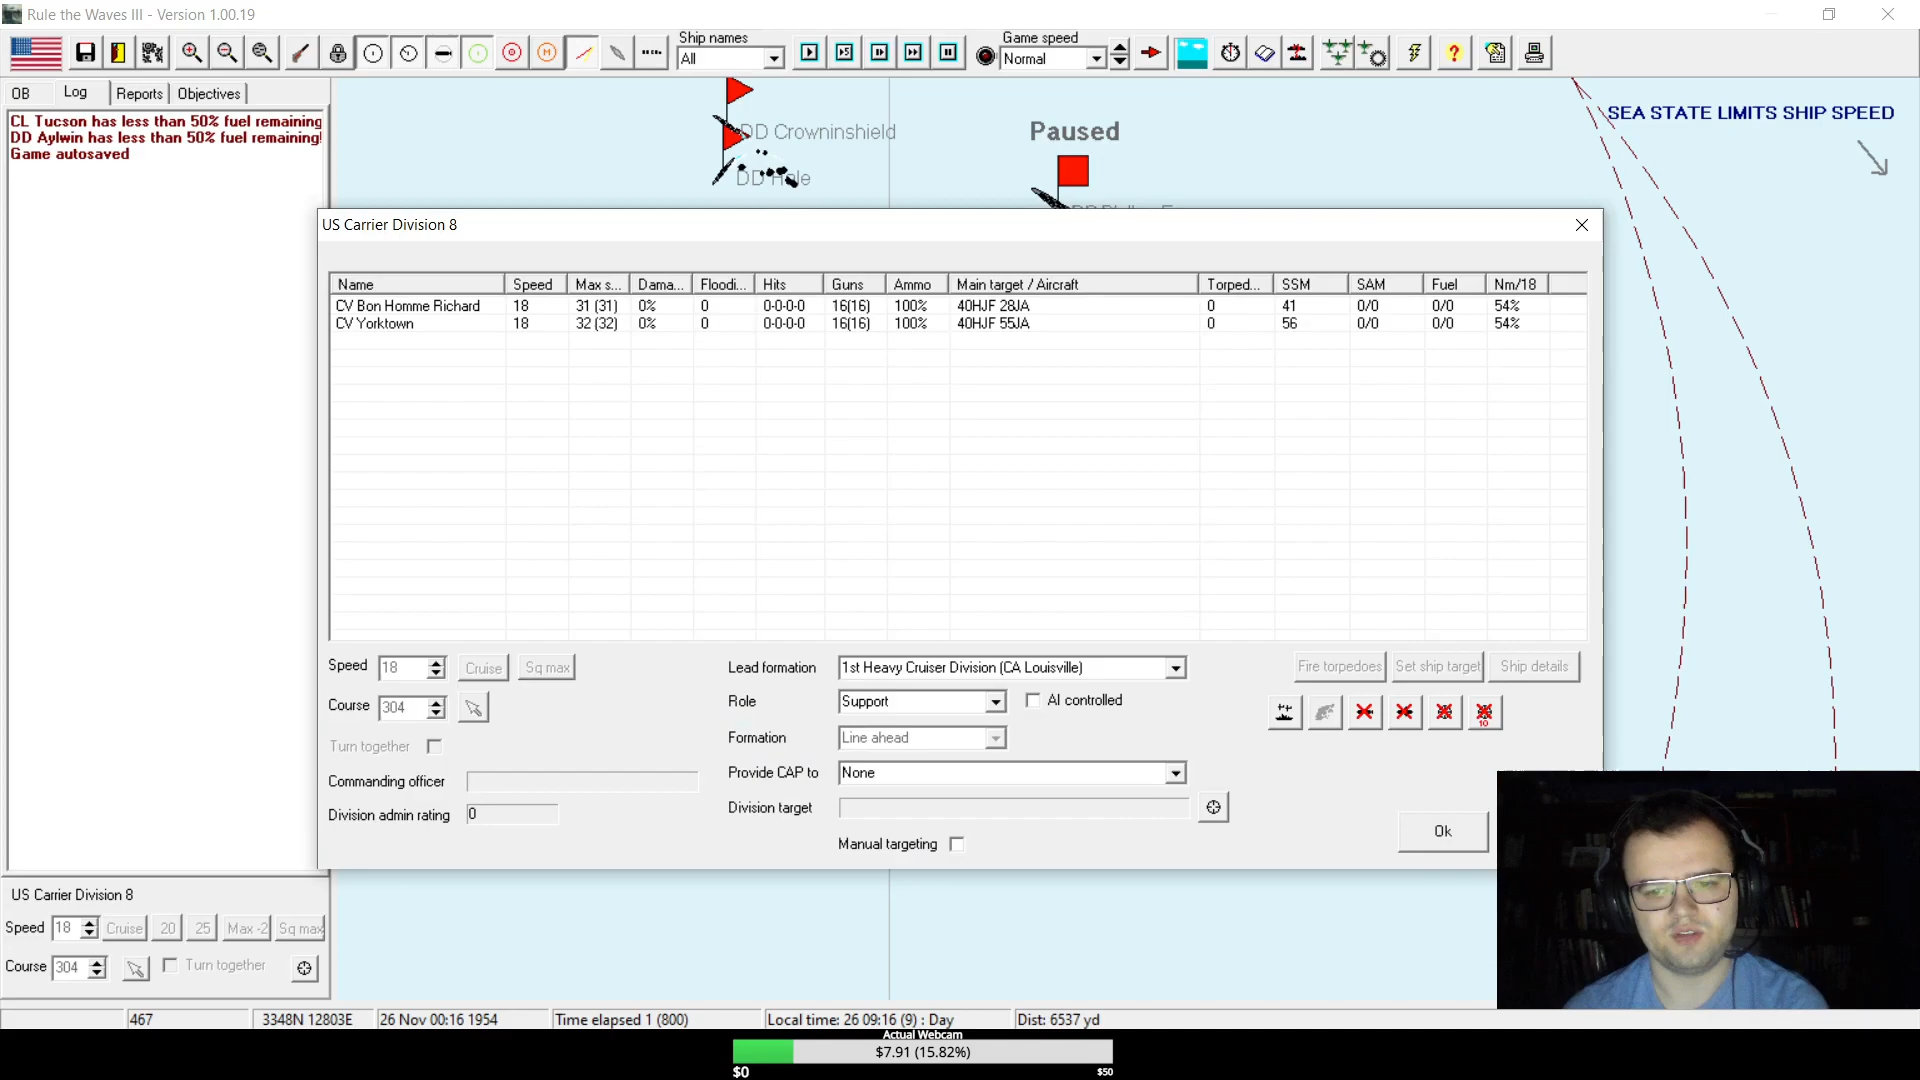 Rule the Waves III - Version 1.00.19
Ship names
All
Game speed
Normal
OB
Log
Reports
Objectives
CL Tucson has less than 50% fuel remaining
DD Aylwin has less than 50% fuel remaining!
Game autosaved
DD Crowninshield
DD Hale
Paused
SEA STATE LIMITS SHIP SPEED
US Carrier Division 8
Name Speed Max s... Dama... Floodi... Hits Guns Ammo Main target / Aircraft Torped... SSM SAM Fuel Nm/18
CV Bon Homme Richard 18 31 (31) 0% 0 0-0-0-0 16(16) 100% 40HJF 28JA 0 41 0/0 0/0 54%
CV Yorktown 18 32 (32) 0% 0 0-0-0-0 16(16) 100% 40HJF 55JA 0 56 0/0 0/0 54%
Speed 18 Cruise Sq max
Lead formation 1st Heavy Cruiser Division (CA Louisville)
Fire torpedoes Set ship target Ship details
Course 304
Role Support AI controlled
10
Turn together
Formation Line ahead
Commanding officer
Provide CAP to None
Division admin rating 0
Division target
Manual targeting
Ok
US Carrier Division 8
Speed 18 Cruise 20 25 Max -2 Sq max
Course 304 Turn together
467 3348N 12803E 26 Nov 00:16 1954 Time elapsed 1 (800) Local time: 26 09:16 (9) : Day Dist: 6537 yd
Actual Webcam
$7.91 (15.82%)
$0 $50